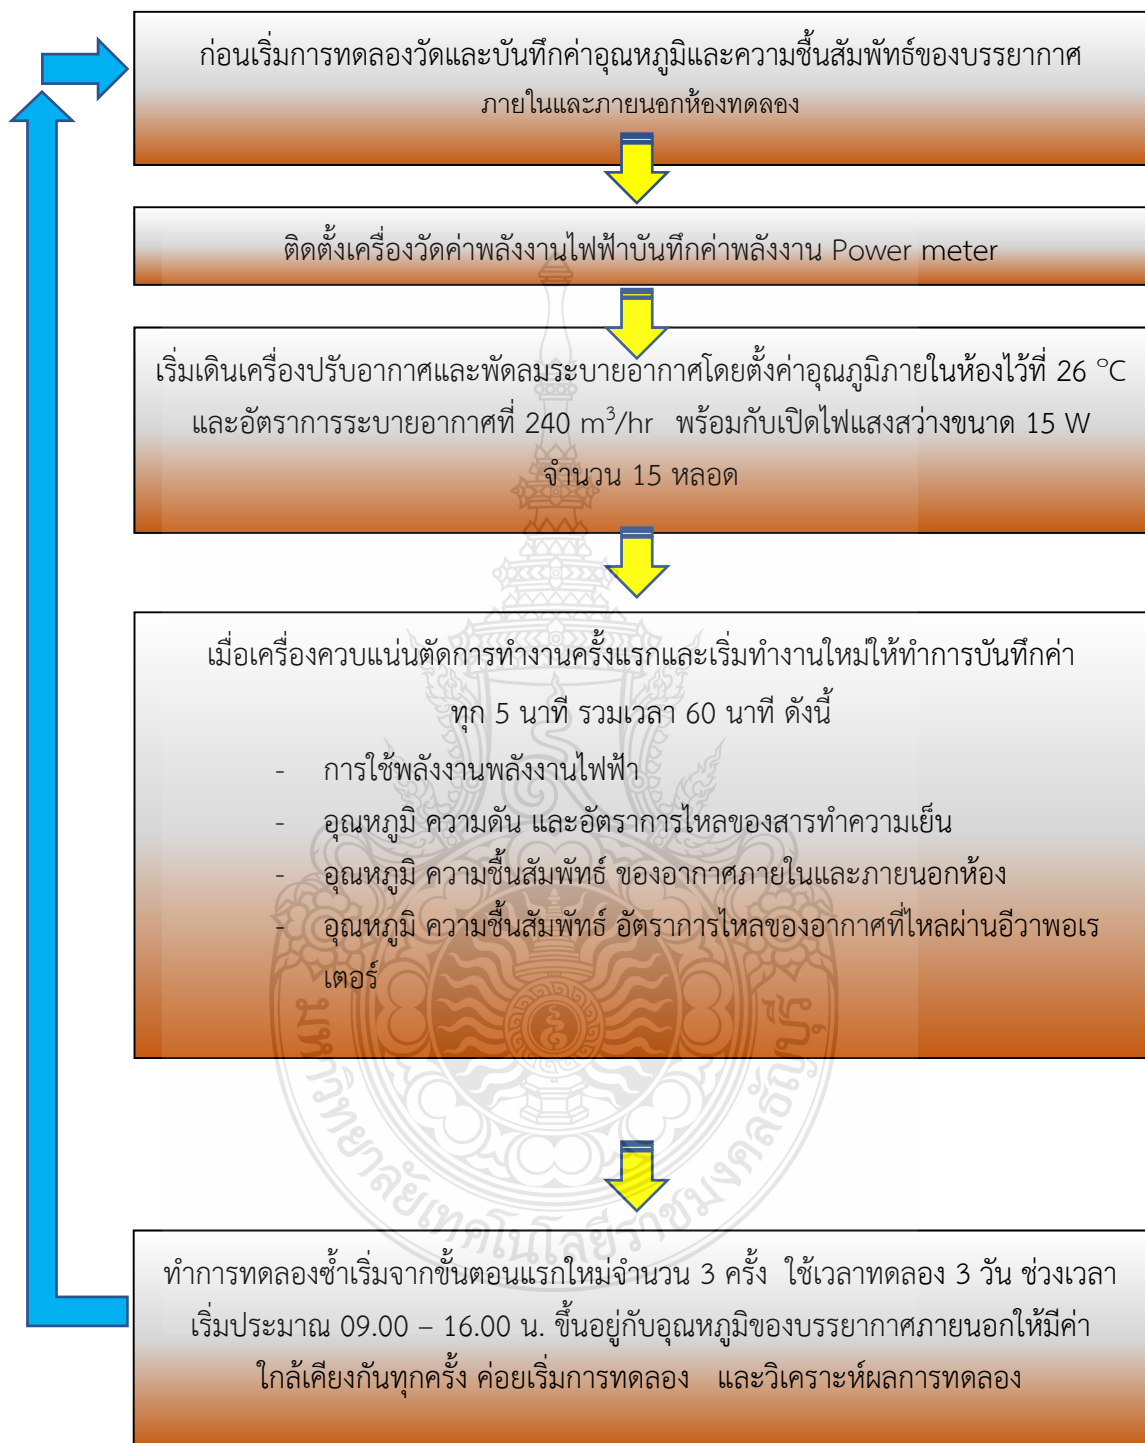 ก่อนเริ่มการทดลองวัดและบันทึกค่าอุณหภูมิและความชื้นสัมพัทธ์ของบรรยากาศ
ภายในและภายนอกห้องทดลอง
ติดตั้งเครื่องวัดค่าพลังงานไฟฟ้าบันทึกค่าพลังงาน Power meter
เริ่มเดินเครื่องปรับอากาศและพัดลมระบายอากาศโดยตั้งค่าอุณภูมิภายในห้องไว้ที่ 26 °C
และอัตราการระบายอากาศที่ 240 m³/hr พร้อมกับเปิดไฟแสงสว่างขนาด 15 W
จำนวน 15 หลอด
เมื่อเครื่องควบแน่นตัดการทำงานครั้งแรกและเริ่มทำงานใหม่ให้ทำการบันทึกค่า
ทุก 5 นาที รวมเวลา 60 นาที ดังนี้
- การใช้พลังงานพลังงานไฟฟ้า
- อุณหภูมิ ความดัน และอัตราการไหลของสารทำความเย็น
- อุณหภูมิ ความชื้นสัมพัทธ์ ของอากาศภายในและภายนอกห้อง
- อุณหภูมิ ความชื้นสัมพัทธ์ อัตราการไหลของอากาศที่ไหลผ่านอีวาพอเร
เตอร์
มหาวิทยาลัยเทคโนโลยีราชมงคลธัญบุรี
ทำการทดลองซ้ำเริ่มจากขั้นตอนแรกใหม่จำนวน 3 ครั้ง ใช้เวลาทดลอง 3 วัน ช่วงเวลา
เริ่มประมาณ 09.00 – 16.00 น. ขึ้นอยู่กับอุณหภูมิของบรรยากาศภายนอกให้มีค่า
ใกล้เคียงกันทุกครั้ง ค่อยเริ่มการทดลอง และวิเคราะห์ผลการทดลอง